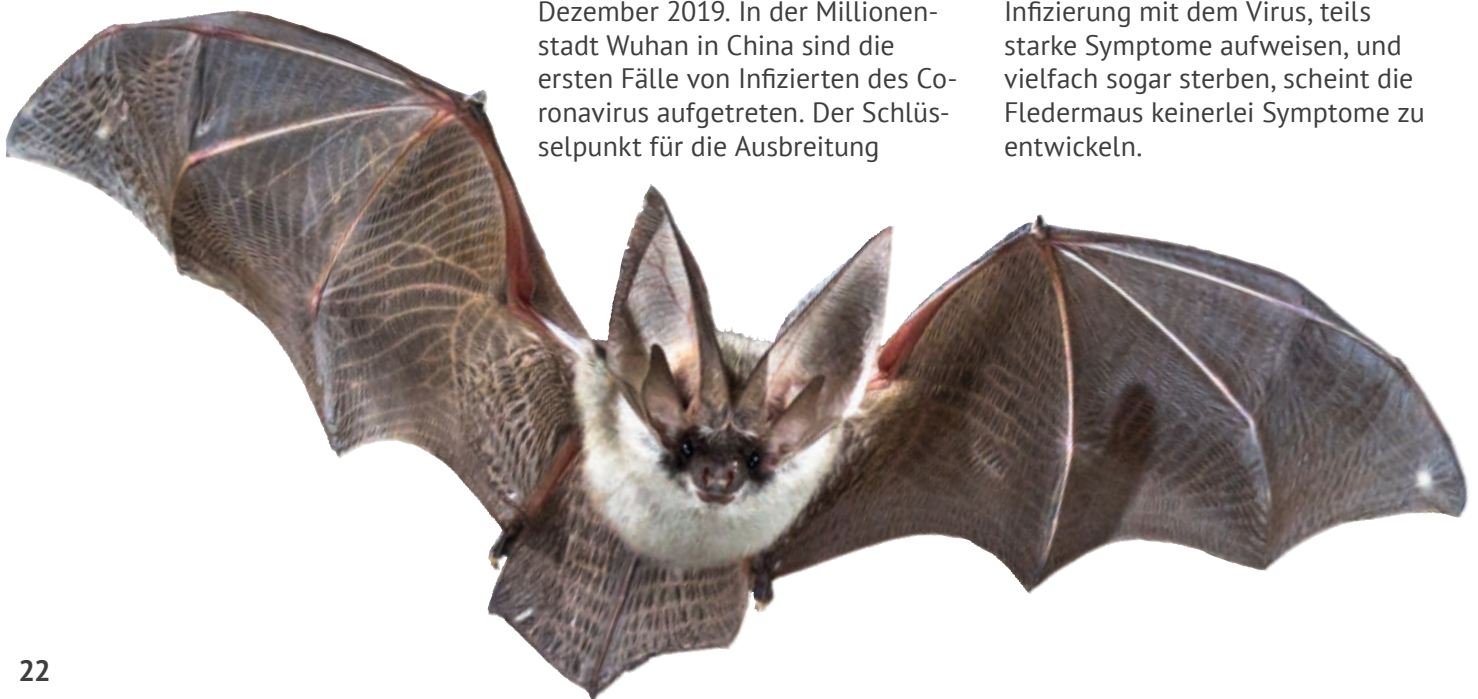 Dezember 2019. In der Millionen-
stadt Wuhan in China sind die
ersten Fälle von Infizierten des Co-
ronavirus aufgetreten. Der Schlüs-
selpunkt für die Ausbreitung
Infizierung mit dem Virus, teils
starke Symptome aufweisen, und
vielfach sogar sterben, scheint die
Fledermaus keinerlei Symptome zu
entwickeln.
22